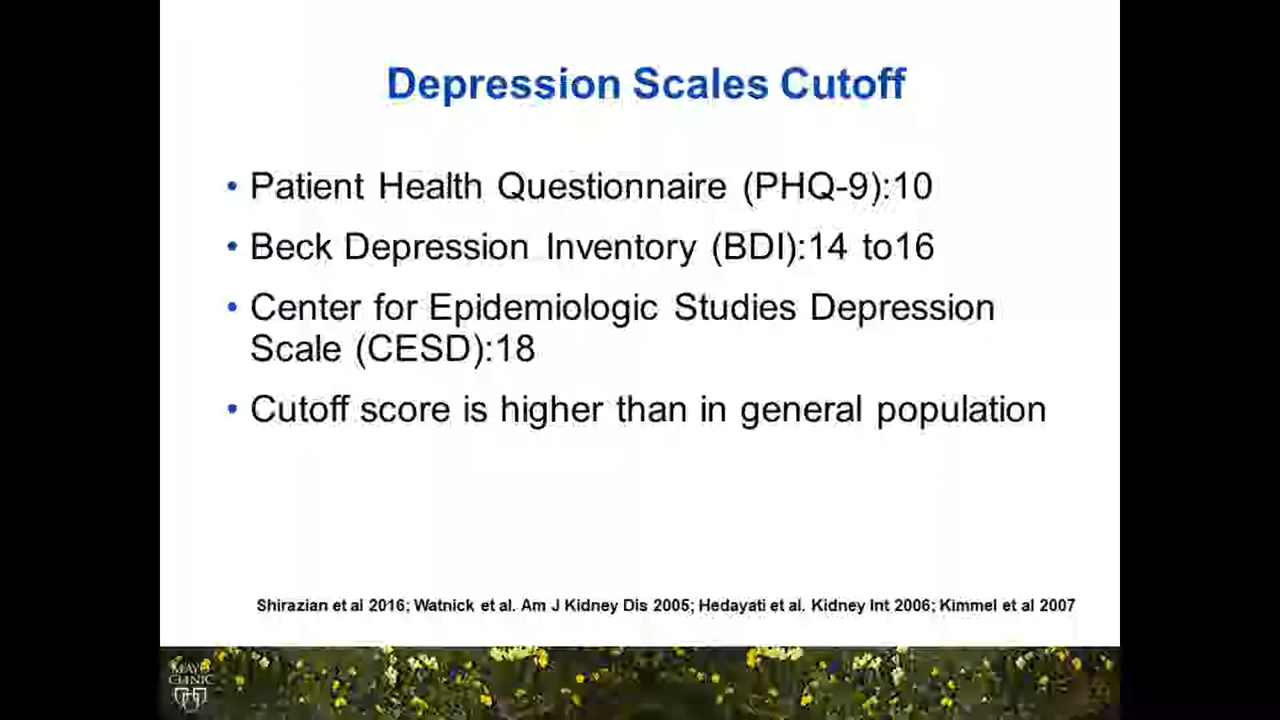 Depression Scales Cutoff
• Patient Health Questionnaire (PHQ-9):10
• Beck Depression Inventory (BDI):14 to16
• Center for Epidemiologic Studies Depression
Scale (CESD):18
• Cutoff score is higher than in general population
Shirazian et al 2016; Watnick et al. Am J Kidney Dis 2005; Hedayati et al. Kidney Int 2006; Kimmel et al 2007
MAYO
CLINIC